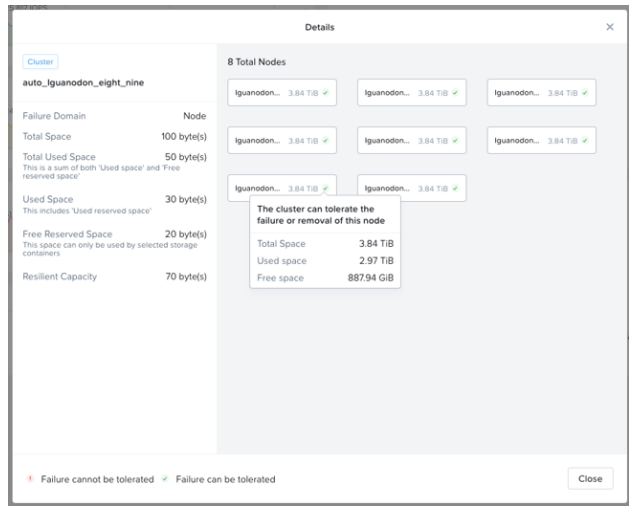 Details
Cluster
auto_Iguanodon_eight_nine
Failure Domain Node
Total Space 100 byte(s)
Total Used Space 50 byte(s)
This is a sum of both 'Used space' and 'Free
reserved space'
Used Space 30 byte(s)
This includes 'Used reserved space'
Free Reserved Space 20 byte(s)
This space can only be used by selected storage
containers
Resilient Capacity 70 byte(s)
8 Total Nodes
Iguanodon... 3.84 TiB
Iguanodon... 3.84 TiB
Iguanodon... 3.84 TiB
Iguanodon... 3.84 TiB
Iguanodon... 3.84 TiB
Iguanodon... 3.84 TiB
Iguanodon... 3.84 TiB
Iguanodon... 3.84 TiB
The cluster can tolerate the
failure or removal of this node
Total Space 3.84 TiB
Used space 2.97 TiB
Free space 887.94 GiB
Failure cannot be tolerated Failure can be tolerated
Close